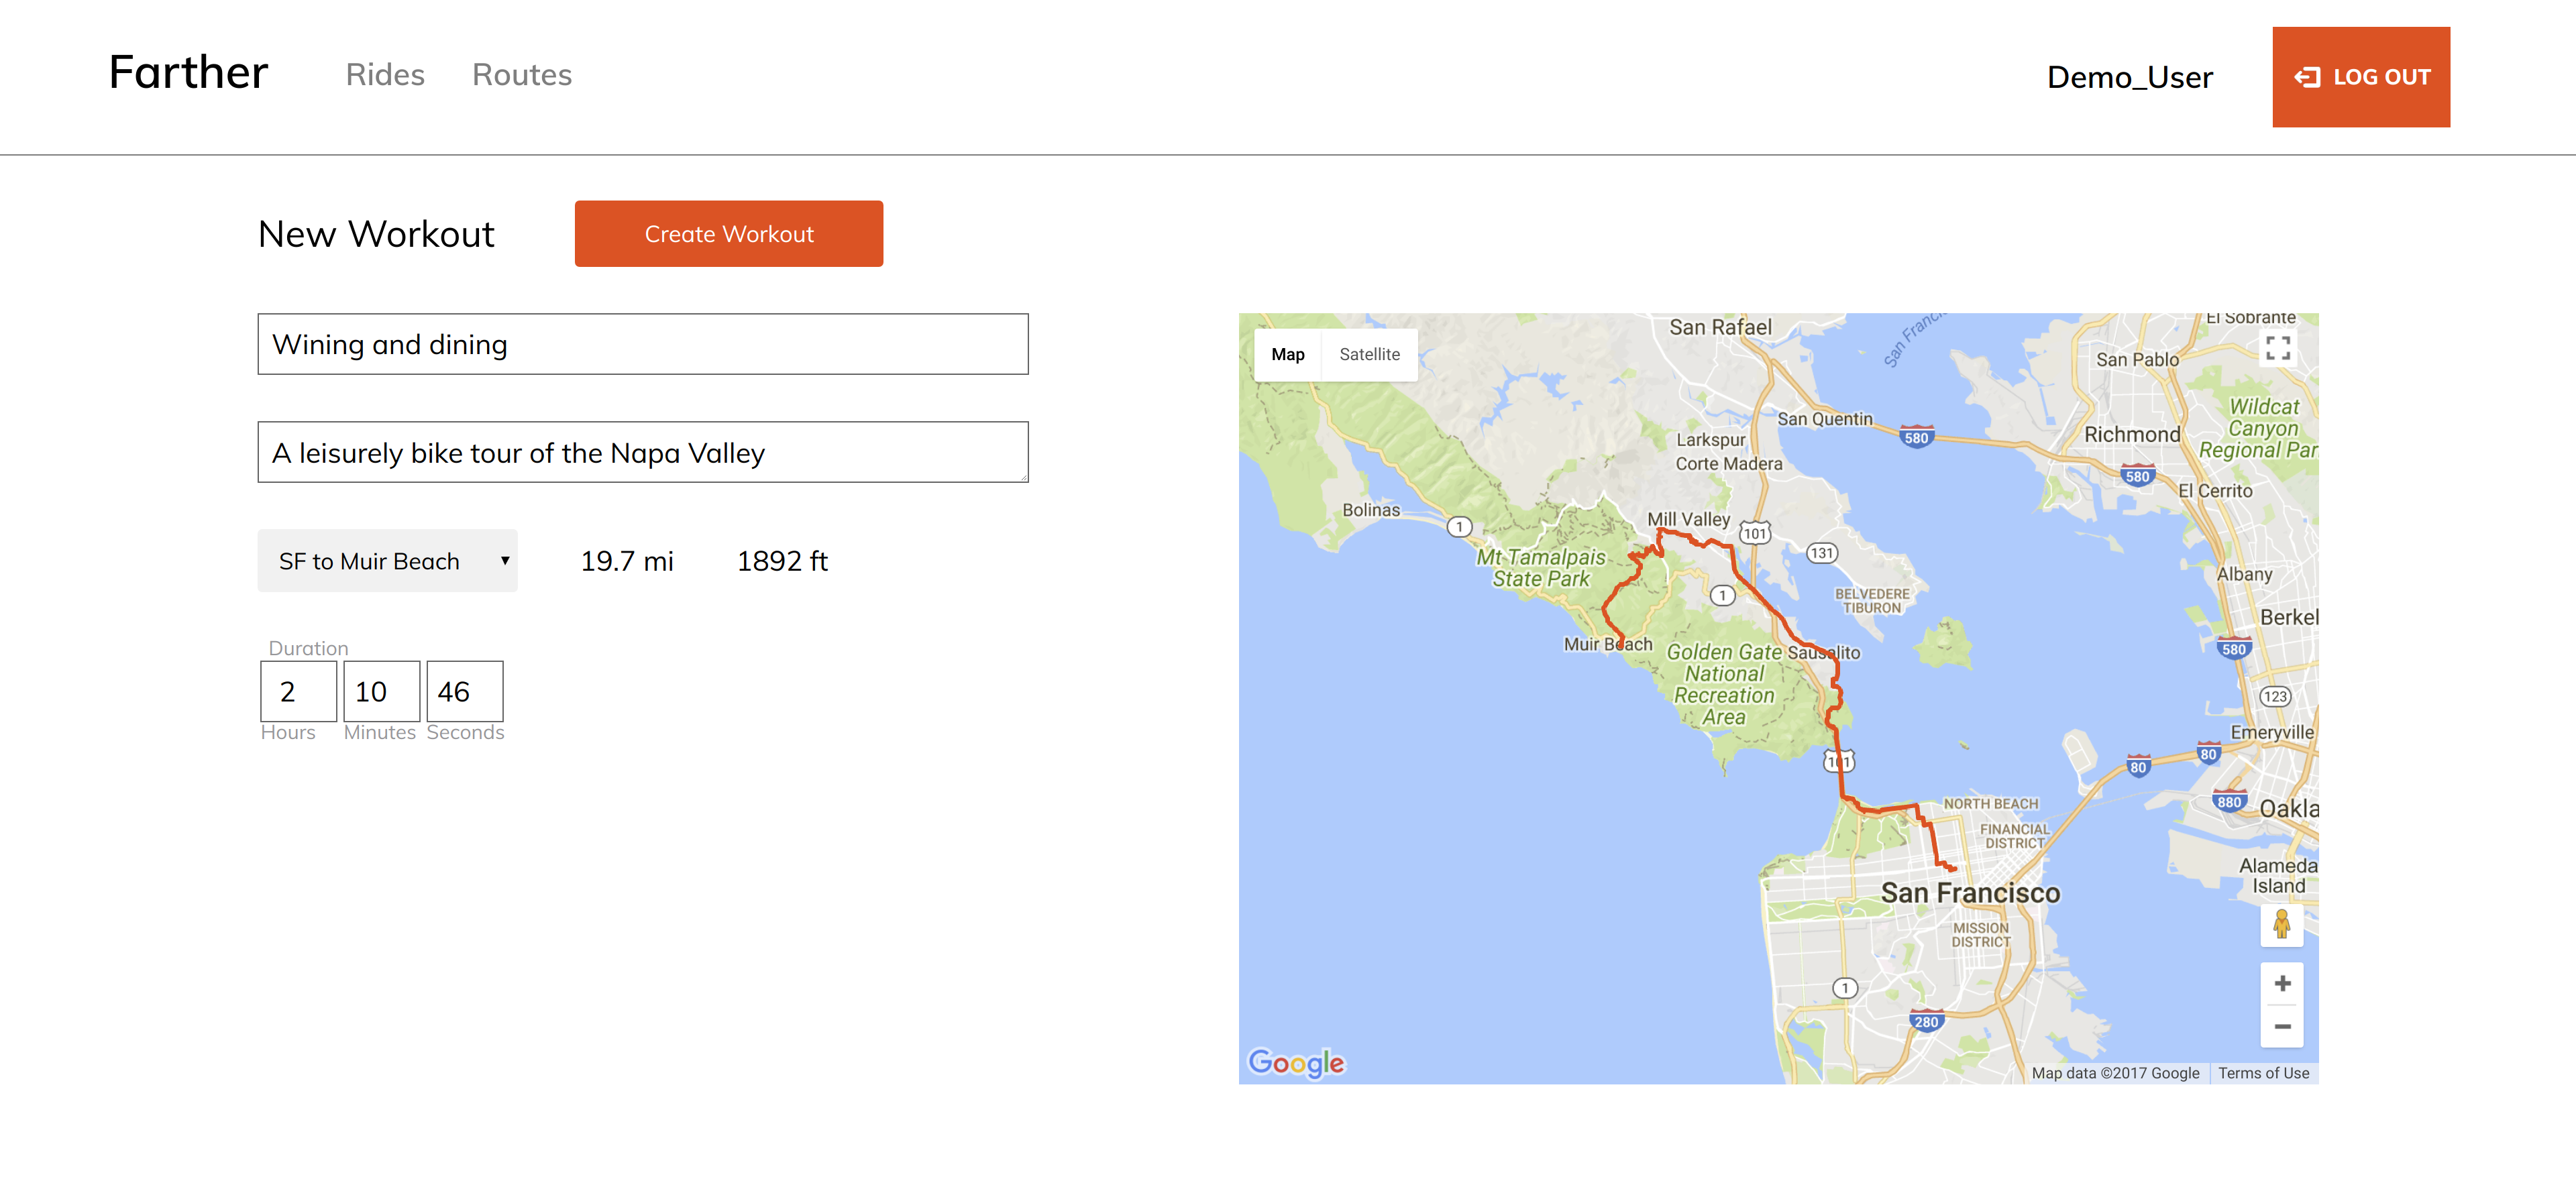 Farther
Rides
Routes
Demo_User
LOG OUT
New Workout
Create Workout
Wining and dining
A leisurely bike tour of the Napa Valley
SF to Muir Beach
19.7 mi
1892 ft
Duration
2
10
46
Hours
Minutes
Seconds
Map
Satellite
San Rafael
El Sobrante
San Pablo
San Quentin
580
Wildcat
Canyon
Regional Par
Richmond
Larkspur
Corte Madera
580
El Cerrito
Bolinas
1
Mill Valley
101
131
Mt Tamalpais
State Park
Albany
1
BELVEDERE
TIBURON
Berkel
Muir Beach
Golden Gate
National
Recreation
Area
Sausalito
580
123
Emeryville
101
80
80
880
Oakla
NORTH BEACH
FINANCIAL
DISTRICT
Alameda
Island
San Francisco
MISSION
DISTRICT
1
280
Google
Map data ©2017 Google
Terms of Use